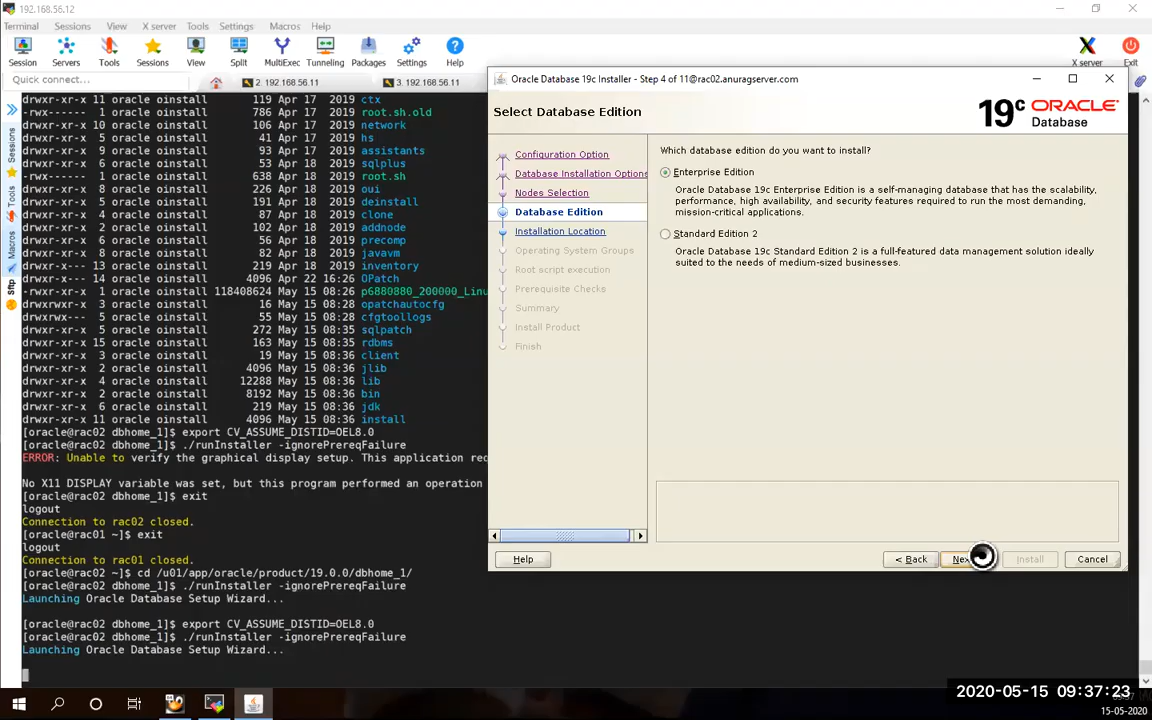 192.168.56.12
Terminal Sessions View X server Tools Settings Macros Help
Session Servers Tools Sessions View Split MultiExec Tunneling Packages Settings Help X server Exit
Quick connect...
2. 192.168.56.11
3. 192.168.56.11
Sessions
Tools
Macros
sftp
drwxr-xr-x 11 oracle oinstall 119 Apr 17 2019 ctx
-rwx------ 1 oracle oinstall 786 Apr 17 2019 root.sh.old
drwxr-xr-x 10 oracle oinstall 106 Apr 17 2019 network
drwxr-xr-x 5 oracle oinstall 41 Apr 17 2019 hs
drwxr-xr-x 9 oracle oinstall 93 Apr 18 2019 assistants
drwxr-xr-x 6 oracle oinstall 53 Apr 18 2019 sqlplus
-rwx------ 1 oracle oinstall 638 Apr 18 2019 root.sh
drwxr-xr-x 8 oracle oinstall 226 Apr 18 2019 oui
drwxr-xr-x 5 oracle oinstall 191 Apr 18 2019 deinstall
drwxr-xr-x 4 oracle oinstall 87 Apr 18 2019 clone
drwxr-xr-x 2 oracle oinstall 102 Apr 18 2019 addnode
drwxr-xr-x 6 oracle oinstall 56 Apr 18 2019 precomp
drwxr-xr-x 8 oracle oinstall 82 Apr 18 2019 javavm
drwxr-xr-x 13 oracle oinstall 219 Apr 18 2019 inventory
drwxr-x--- 14 oracle oinstall 4096 Apr 22 16:26 OPatch
-rwxr-xr-x 1 oracle oinstall 118408624 May 15 08:26 p6880880_200000_Linu
drwxrwxr-x 3 oracle oinstall 16 May 15 08:28 opatchautocfg
drwxrwx--- 5 oracle oinstall 55 May 15 08:28 cfgtoollogs
drwxr-xr-x 5 oracle oinstall 272 May 15 08:35 sqlpatch
drwxr-xr-x 15 oracle oinstall 163 May 15 08:35 rdbms
drwxr-xr-x 3 oracle oinstall 19 May 15 08:36 client
drwxr-xr-x 2 oracle oinstall 4096 May 15 08:36 jlib
drwxr-xr-x 4 oracle oinstall 12288 May 15 08:36 lib
drwxr-xr-x 2 oracle oinstall 8192 May 15 08:36 bin
drwxr-xr-x 6 oracle oinstall 219 May 15 08:36 jdk
drwxr-xr-x 11 oracle oinstall 4096 May 15 08:36 install
[oracle@rac02 dbhome_1]$ export CV_ASSUME_DISTID=OEL8.0
[oracle@rac02 dbhome_1]$ ./runInstaller -ignorePrereqFailure
ERROR: Unable to verify the graphical display setup. This application req
No X11 DISPLAY variable was set, but this program performed an operation
[oracle@rac02 dbhome_1]$ exit
logout
Connection to rac02 closed.
[oracle@rac01 ~]$ exit
logout
Connection to rac01 closed.
[oracle@rac02 ~]$ cd /u01/app/oracle/product/19.0.0/dbhome_1/
[oracle@rac02 dbhome_1]$ ./runInstaller -ignorePrereqFailure
Launching Oracle Database Setup Wizard...
[oracle@rac02 dbhome_1]$ export CV_ASSUME_DISTID=OEL8.0
[oracle@rac02 dbhome_1]$ ./runInstaller -ignorePrereqFailure
Launching Oracle Database Setup Wizard...
Oracle Database 19c Installer - Step 4 of 11@rac02.anuragserver.com
Select Database Edition
19c ORACLE
Database
Configuration Option
Database Installation Options
Nodes Selection
Database Edition
Installation Location
Operating System Groups
Root script execution
Prerequisite Checks
Summary
Install Product
Finish
Which database edition do you want to install?
Enterprise Edition
Oracle Database 19c Enterprise Edition is a self-managing database that has the scalability,
performance, high availability, and security features required to run the most demanding,
mission-critical applications.
Standard Edition 2
Oracle Database 19c Standard Edition 2 is a full-featured data management solution ideally
suited to the needs of medium-sized businesses.
Help < Back Nex Install Cancel
2020-05-15 09:37:23
15-05-2020